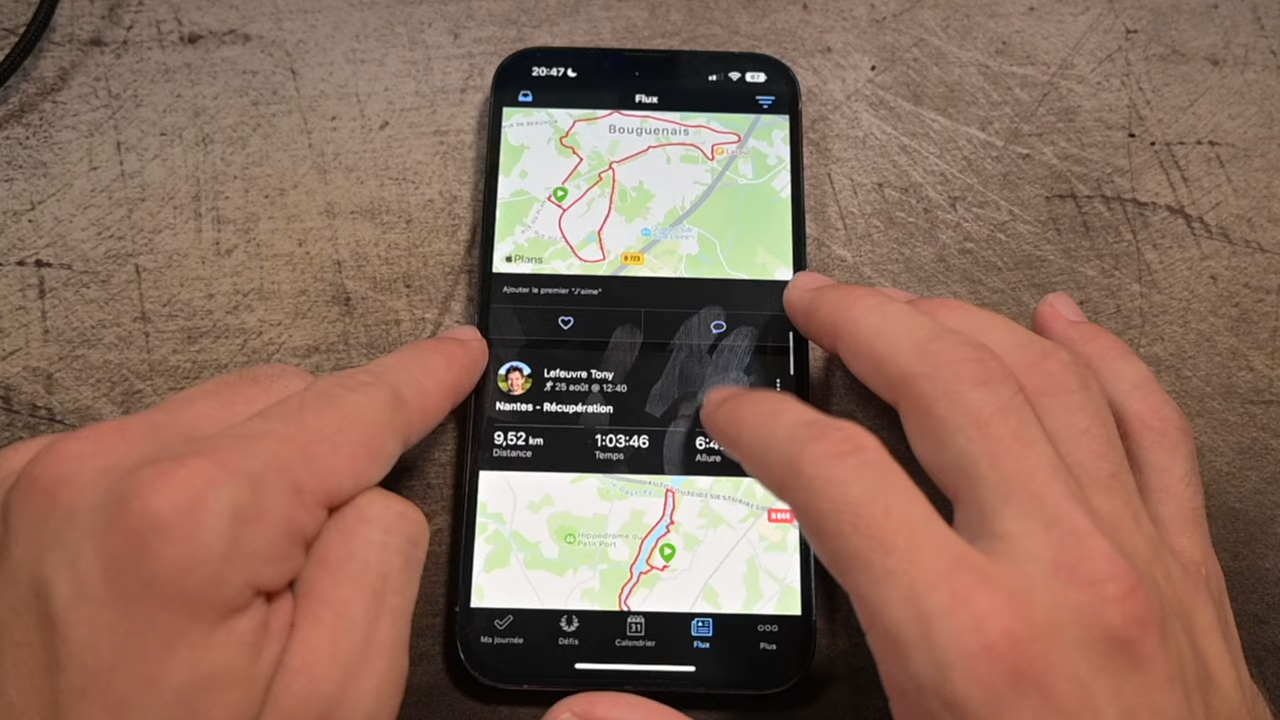 20:47
67
Flux
Bouguenais
Plans
D 723
Ajouter le premier "J'aime"
Lefeuvre Tony
25 août @ 12:40
Nantes - Récupération
9,52 km
1:03:46
Distance
Temps
Allure
Hippodrome du
Petit Port
N 844
Ma journée
Défis
31
Calendrier
Flux
Plus